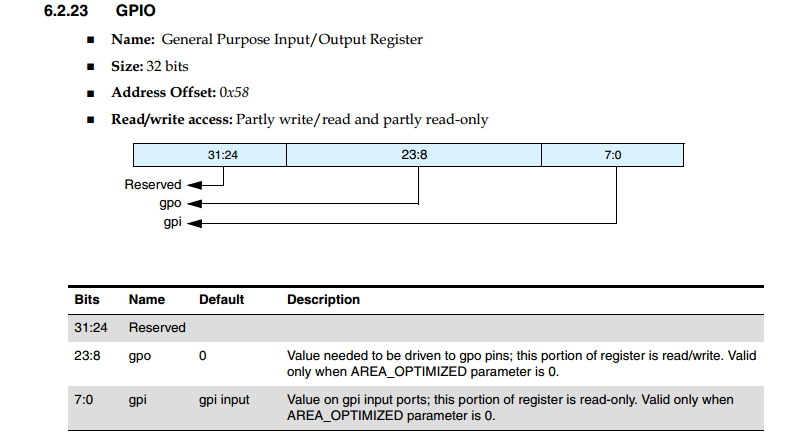 6.2.23 GPIO
■ Name: General Purpose Input/Output Register
■ Size: 32 bits
■ Address Offset: 0x58
■ Read/write access: Partly write/read and partly read-only
31:24 23:8 7:0
Reserved
gpo
gpi
Bits Name Default Description
31:24 Reserved
23:8 gpo 0 Value needed to be driven to gpo pins; this portion of register is read/write. Valid
only when AREA_OPTIMIZED parameter is 0.
7:0 gpi gpi input Value on gpi input ports; this portion of register is read-only. Valid only when
AREA_OPTIMIZED parameter is 0.